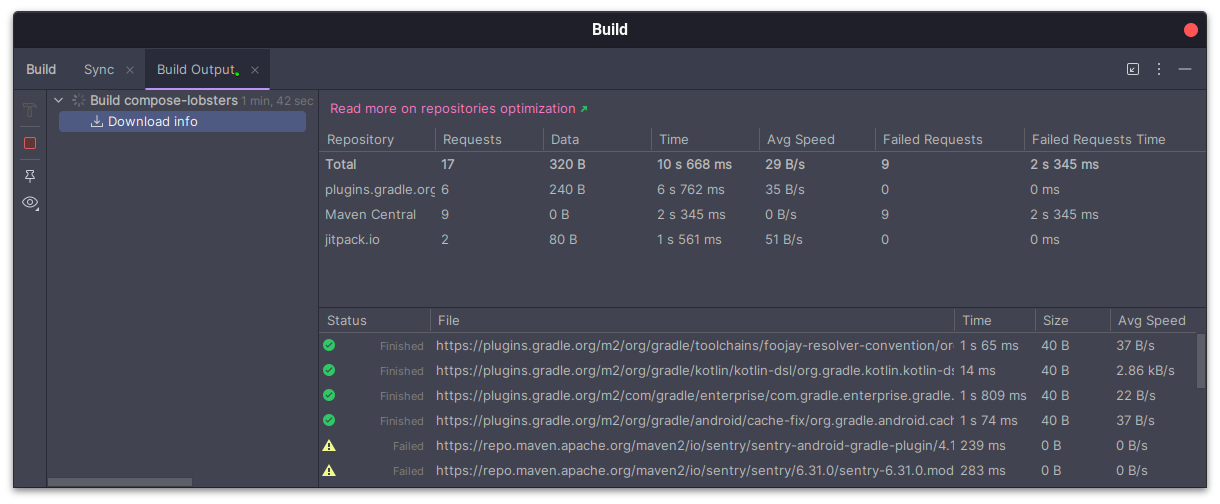 Build
Build Sync Build Output
Build compose-lobsters 1 min, 42 sec
Download info
Read more on repositories optimization
Repository Requests Data Time Avg Speed Failed Requests Failed Requests Time
Total 17 320 B 10 s 668 ms 29 B/s 9 2 s 345 ms
plugins.gradle.org 6 240 B 6 s 762 ms 35 B/s 0 0 ms
Maven Central 9 0 B 2 s 345 ms 0 B/s 9 2 s 345 ms
jitpack.io 2 80 B 1 s 561 ms 51 B/s 0 0 ms
Status File Time Size Avg Speed
Finished https://plugins.gradle.org/m2/org/gradle/toolchains/foojay-resolver-convention/or 1 s 65 ms 40 B 37 B/s
Finished https://plugins.gradle.org/m2/org/gradle/kotlin/kotlin-dsl/org.gradle.kotlin.kotlin-ds 14 ms 40 B 2.86 kB/s
Finished https://plugins.gradle.org/m2/com/gradle/enterprise/com.gradle.enterprise.gradle. 1 s 809 ms 40 B 22 B/s
Finished https://plugins.gradle.org/m2/org/gradle/android/cache-fix/org.gradle.android.cach 1 s 74 ms 40 B 37 B/s
Failed https://repo.maven.apache.org/maven2/io/sentry/sentry-android-gradle-plugin/4.1 239 ms 0 B 0 B/s
Failed https://repo.maven.apache.org/maven2/io/sentry/sentry/6.31.0/sentry-6.31.0.mod 283 ms 0 B 0 B/s